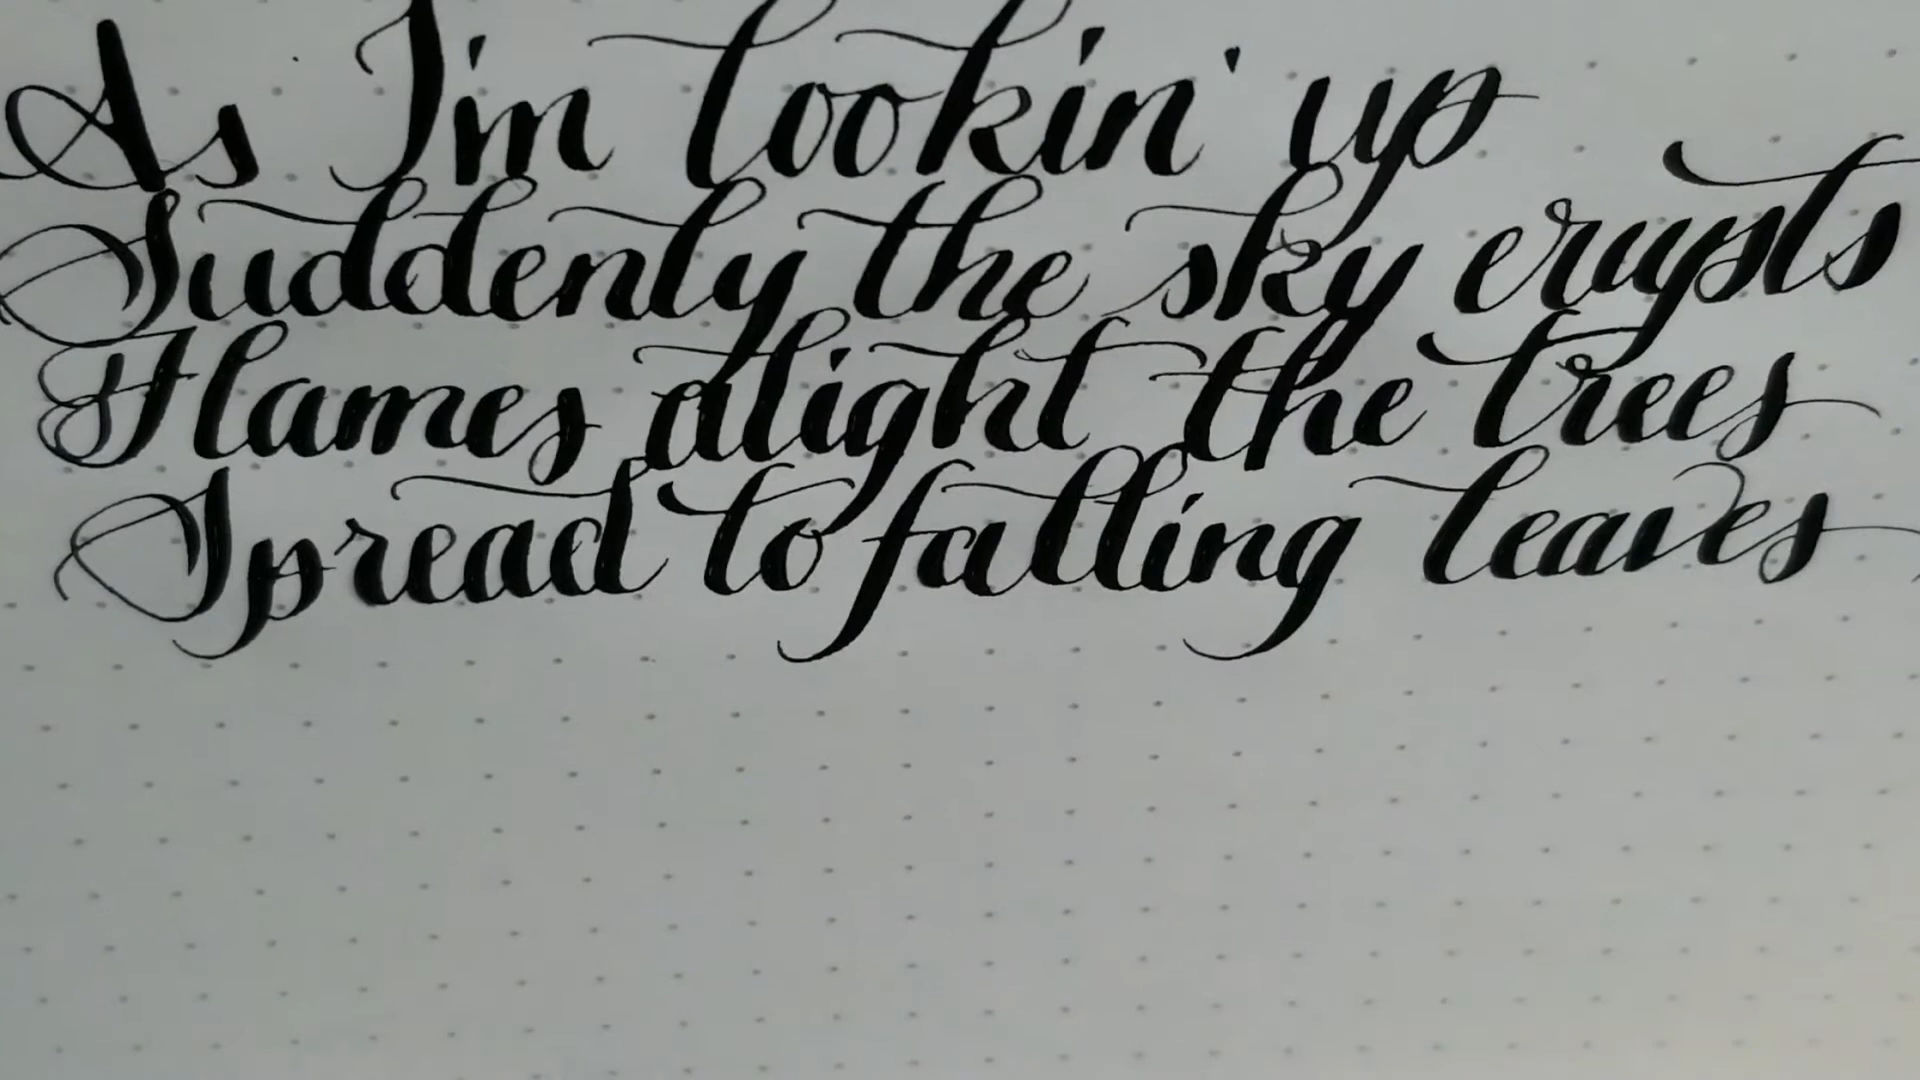 As I'm lookin' up
Suddenly the sky erupts
Flames alight the trees
Spread to falling leaves